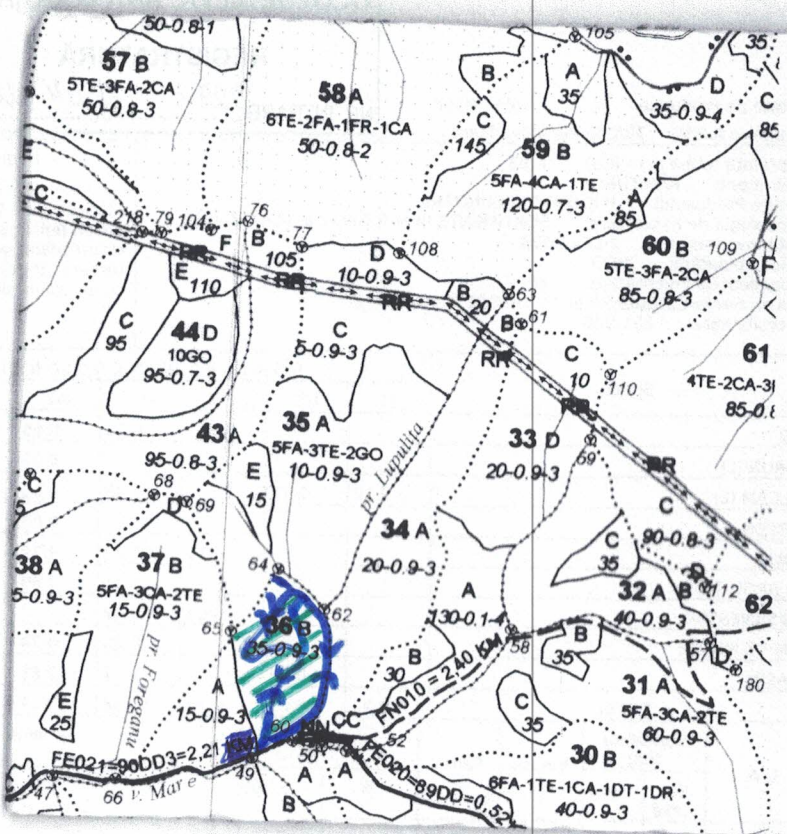 50-0.8-1
57 B
5TE-3FA-2CA
50-0.8-3
58 A
6TE-2FA-1FR-1CA
50-0.8-2
B
C
145
105
A
35
D
35-0.9-4
35
C
85
59 B
5FA-4CA-1TE
120-0.7-3
A
85
60 B
5TE-3FA-2CA
85-0.8-3
109
F
E
C
218
79
104
F
76
B
77
105
D
10-0.9-3
108
RR
E
110
RR
RR
B
20
63
B
61
RR
C
95
44 D
10GO
95-0.7-3
C
5-0.9-3
C
10
110
61
4TE-2CA-3
RR
43 A
95-0.8-3
35 A
5FA-3TE-2GO
10-0.9-3
pr. Lupulita
33 D
20-0.9-3
69
RR
C
68
D
69
E
15
C
90-0.8-3
34 A
20-0.9-3
C
35
38 A
5-0.9-3
37 B
5FA-3CA-2TE
15-0.9-3
64
62
A
130-0.1-4
32 A
40-0.9-3
B
D
112
62
65
36 B
35-0.9-3
58
B
35
57
D
180
pr. Foreganu
A
15-0.9-3
B
30
FN010 = 2.40 KM
C
35
31 A
5FA-3CA-2TE
60-0.9-3
E
25
60
NN
CC
50
52
FE021=90DD3=2.21
KM
49
FE020=89DD=0.52
30 B
6FA-1TE-1CA-1DT-1DR
40-0.9-3
47
66
v. Mare
A
A
B